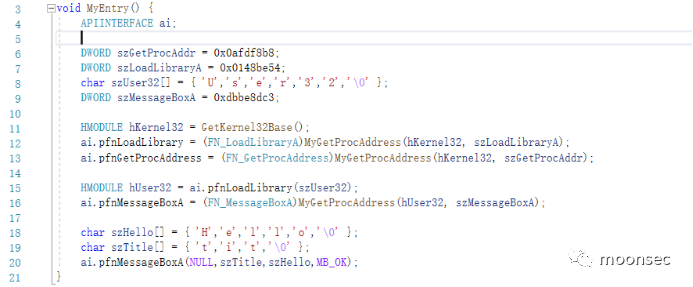 3 void MyEntry() {
4 APIINTERFACE ai;
5
6 DWORD szGetProcAddr = 0x0afdf8b8;
7 DWORD szLoadLibraryA = 0x0148be54;
8 char szUser32[] = { 'U','s','e','r','3','2','\0' };
9 DWORD szMessageBoxA = 0xdbbe8dc3;
10
11 HMODULE hKernel32 = GetKernel32Base();
12 ai.pfnLoadLibrary = (FN_LoadLibraryA)MyGetProcAddress(hKernel32, szLoadLibraryA);
13 ai.pfnGetProcAddress = (FN_GetProcAddress)MyGetProcAddress(hKernel32, szGetProcAddr);
14
15 HMODULE hUser32 = ai.pfnLoadLibrary(szUser32);
16 ai.pfnMessageBoxA = (FN_MessageBoxA)MyGetProcAddress(hUser32, szMessageBoxA);
17
18 char szHello[] = { 'H','e','l','l','o','\0' };
19 char szTitle[] = { 't','i','t','\0' };
20 ai.pfnMessageBoxA(NULL,szTitle,szHello,MB_OK);
21 }
moonsec